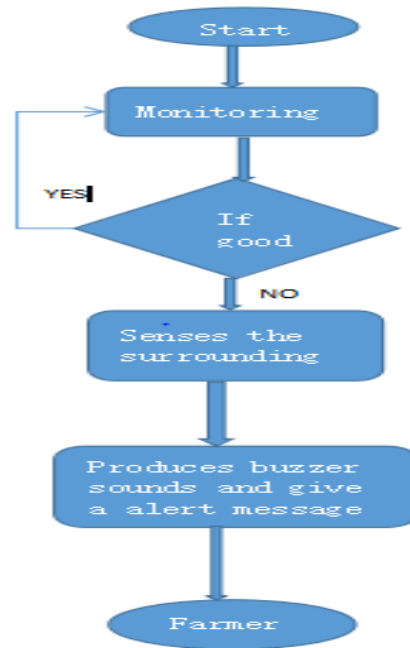 Start
Monitoring
YES
If
good
NO
Senses the
surrounding
Produces buzzer
sounds and give
a alert message
Farmer